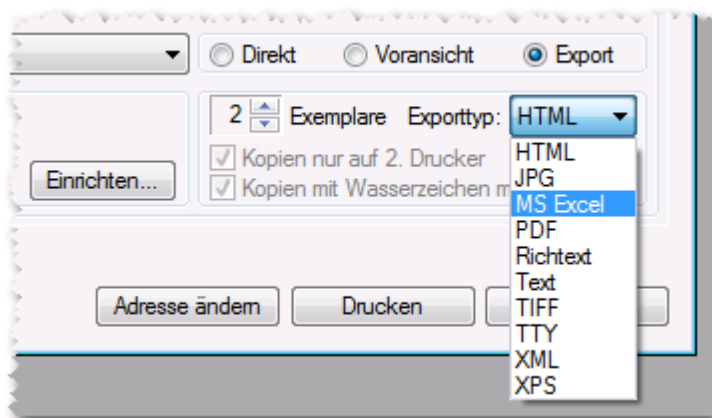 Direkt Voransicht Export
2 Exemplare Exporttyp: HTML
Kopien nur auf 2. Drucker
Kopien mit Wasserzeichen m
Einrichten...
HTML
JPG
MS Excel
PDF
Richtext
Text
TIFF
TTY
XML
XPS
Adresse ändern Drucken